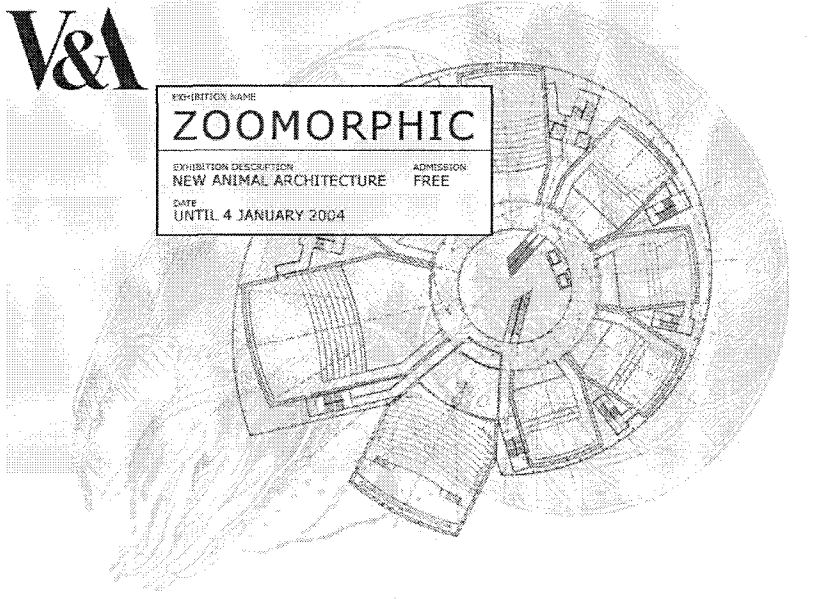 V&A
EXHIBITION NAME
ZOOMORPHIC
EXHIBITION DESCRIPTION
NEW ANIMAL ARCHITECTURE
ADMISSION
FREE
DATE
UNTIL 4 JANUARY 2004